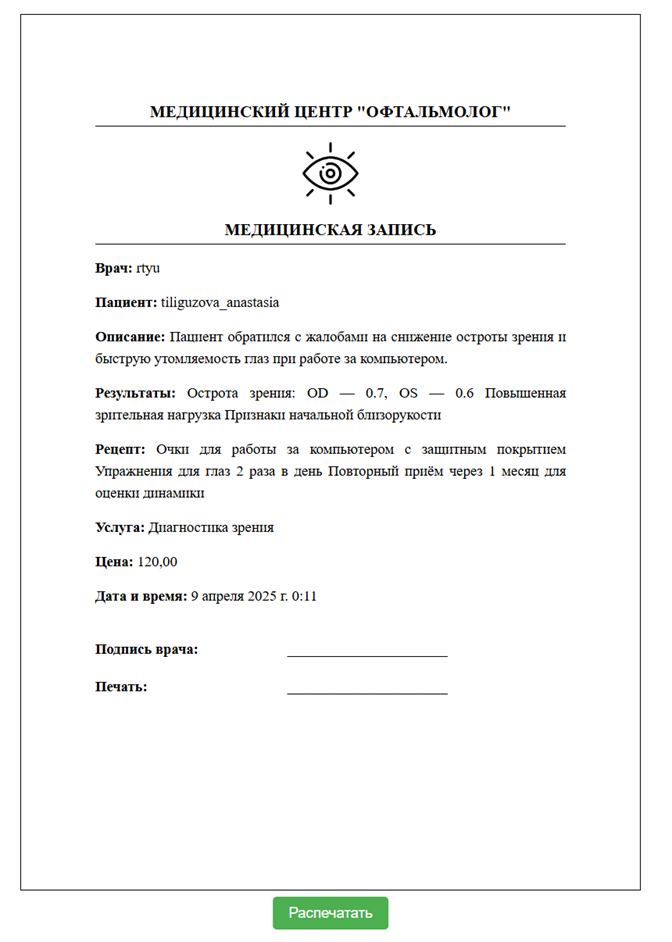 МЕДИЦИНСКИЙ ЦЕНТР "ОФТАЛЬМОЛОГ"
МЕДИЦИНСКАЯ ЗАПИСЬ
Врач: rtyu
Пациент: tiliguzova_anastasia
Описание: Пациент обратился с жалобами на снижение остроты зрения и
быструю утомляемость глаз при работе за компьютером.
Результаты: Острота зрения: OD — 0.7, OS — 0.6 Повышенная
зрительная нагрузка Признаки начальной близорукости
Рецепт: Очки для работы за компьютером с защитным покрытием
Упражнения для глаз 2 раза в день Повторный приём через 1 месяц для
оценки динамики
Услуга: Диагностика зрения
Цена: 120,00
Дата и время: 9 апреля 2025 г. 0:11
Подпись врача:
Печать:
Распечатать